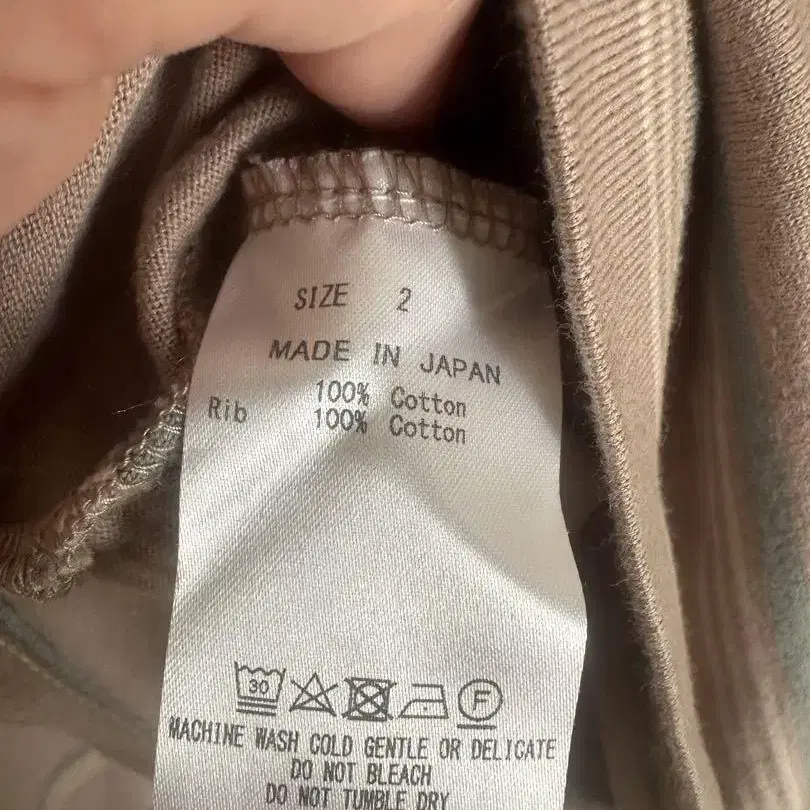 SIZE 2
MADE IN JAPAN
100% Cotton
Rib 100% Cotton
30 F
MACHINE WASH COLD GENTLE OR DELICATE
DO NOT BLEACH
DO NOT TUMBLE DRY